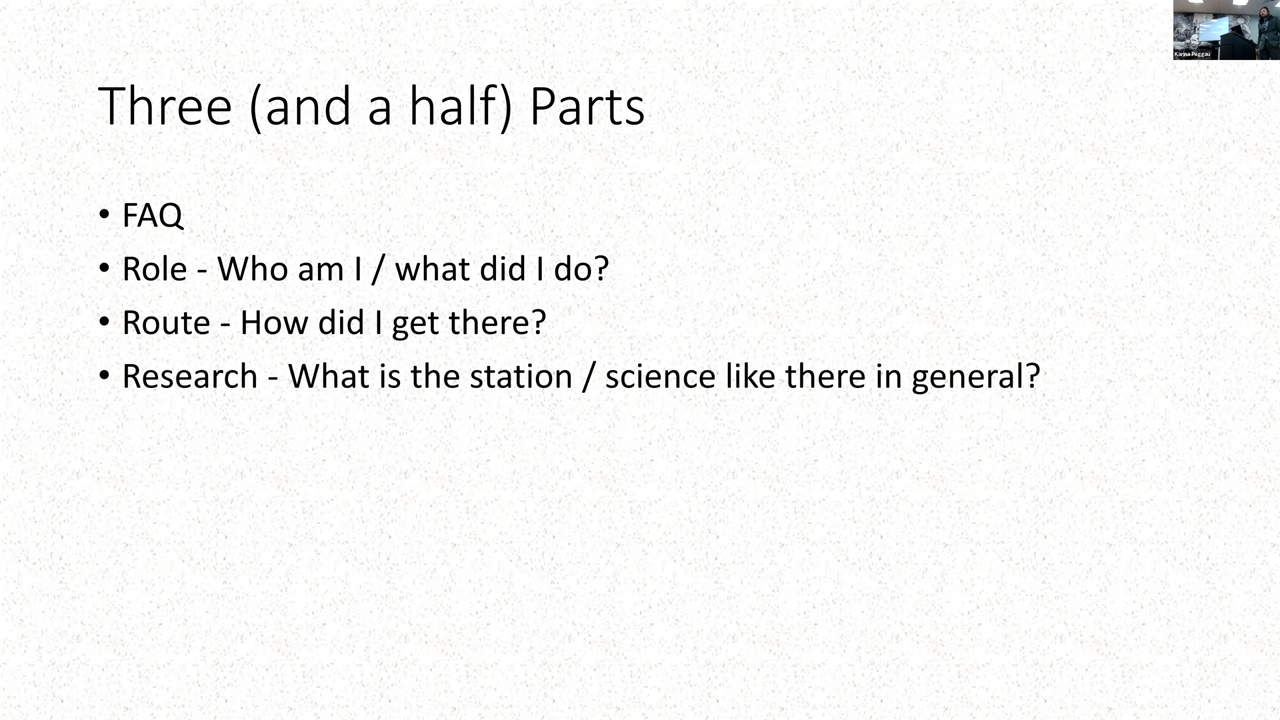 Three (and a half) Parts
• FAQ
• Role - Who am I / what did I do?
• Route - How did I get there?
• Research - What is the station / science like there in general?